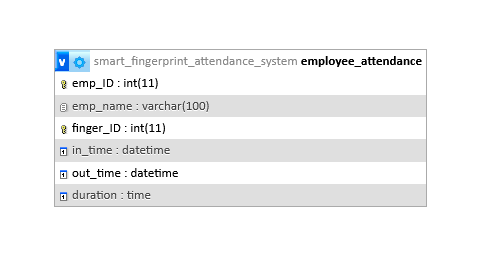 v smart_fingerprint_attendance_system employee_attendance
emp_ID : int(11)
emp_name : varchar(100)
finger_ID : int(11)
in_time : datetime
out_time : datetime
duration : time